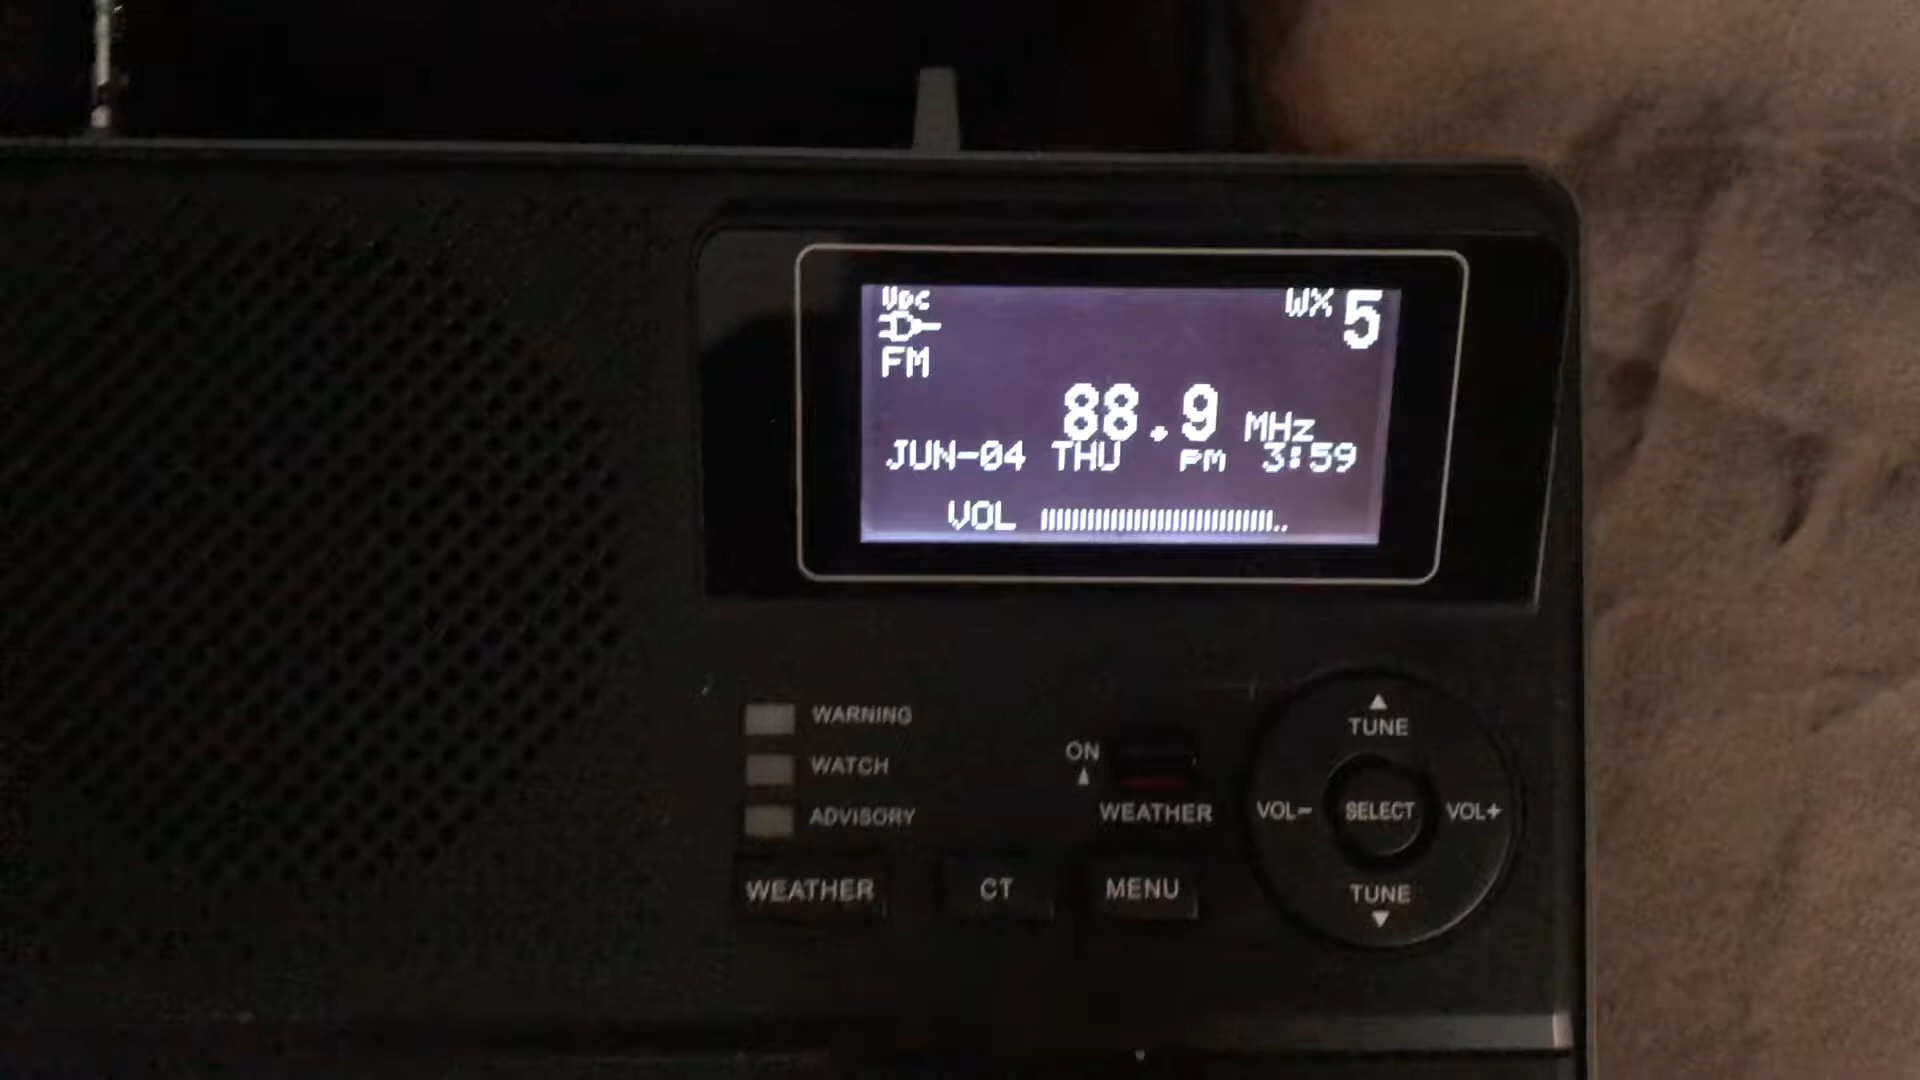 VDC
WX 5
FM
88.9 MHz
JUN-04 THU PM 3:59
VOL
WARNING
WATCH
ADVISORY
ON
WEATHER
TUNE
VOL- SELECT VOL+
TUNE
WEATHER CT MENU